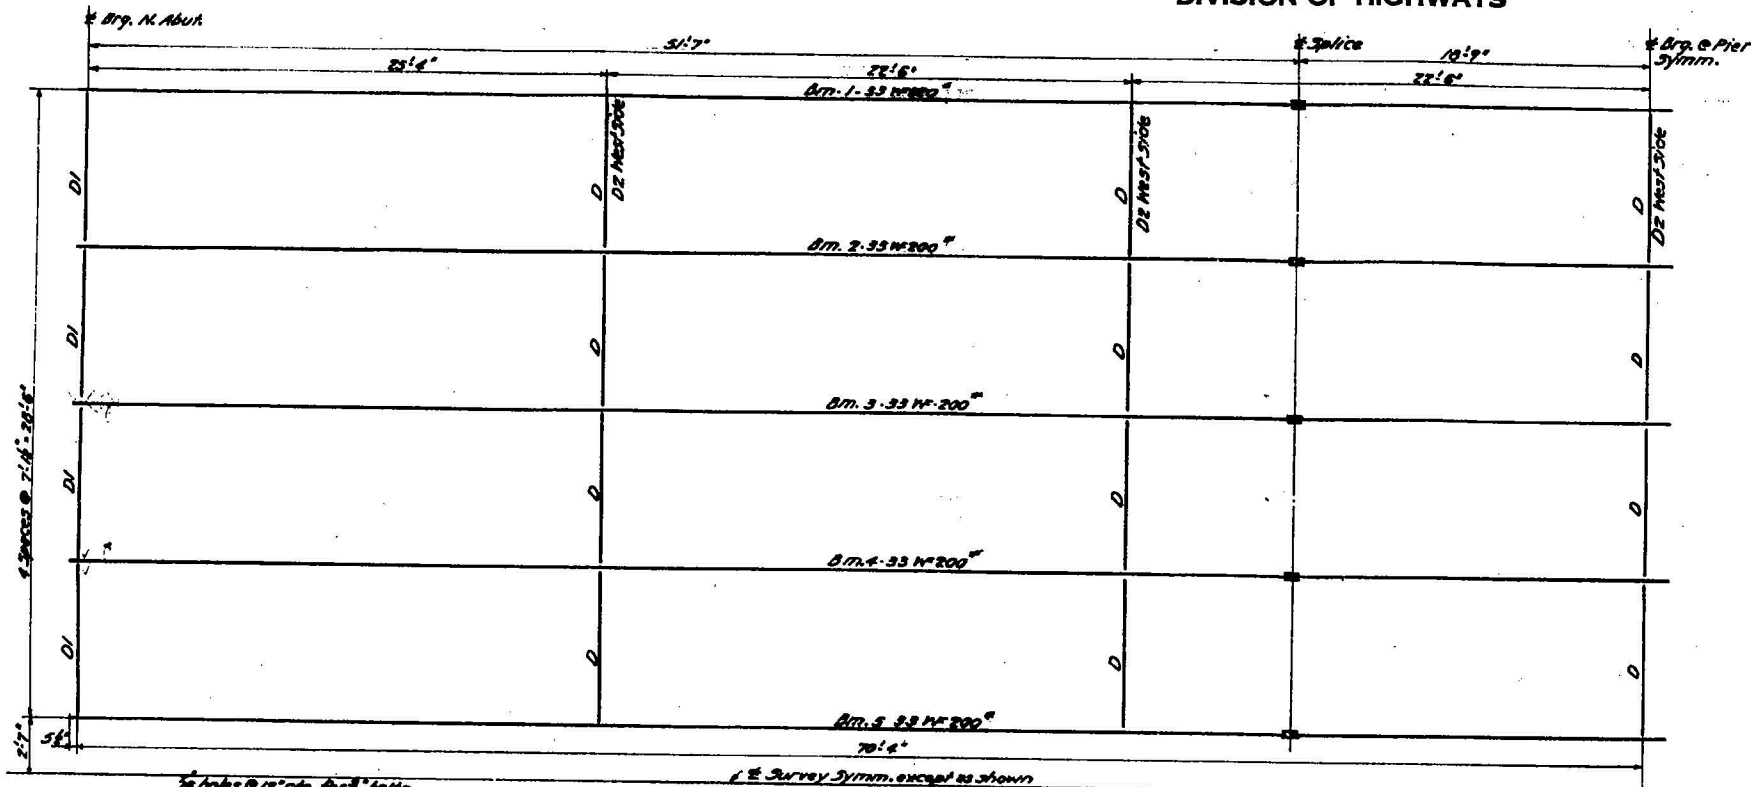 DIVISION OF HIGHWAYS
℄ Brg. N. Abut.
51'-7"
℄ Splice
18'-9"
℄ Brg. @ Pier
Symm.
25'-4"
22'-6"
22'-6"
Bm. 1-33 W-200#
D2 West Side
D2 West Side
D2 West Side
D1
D
D
D
Bm. 2-33 W-200#
D1
D
D
D
Bm. 3-33 W-200#
4 Spaces @ 7'-1½" = 28'-6"
D1
D
D
D
Bm. 4-33 W-200#
D1
D
D
D
Bm. 5 33 W-200#
2'-7"
5½"
70'-4"
℄ Survey Symm. except as shown